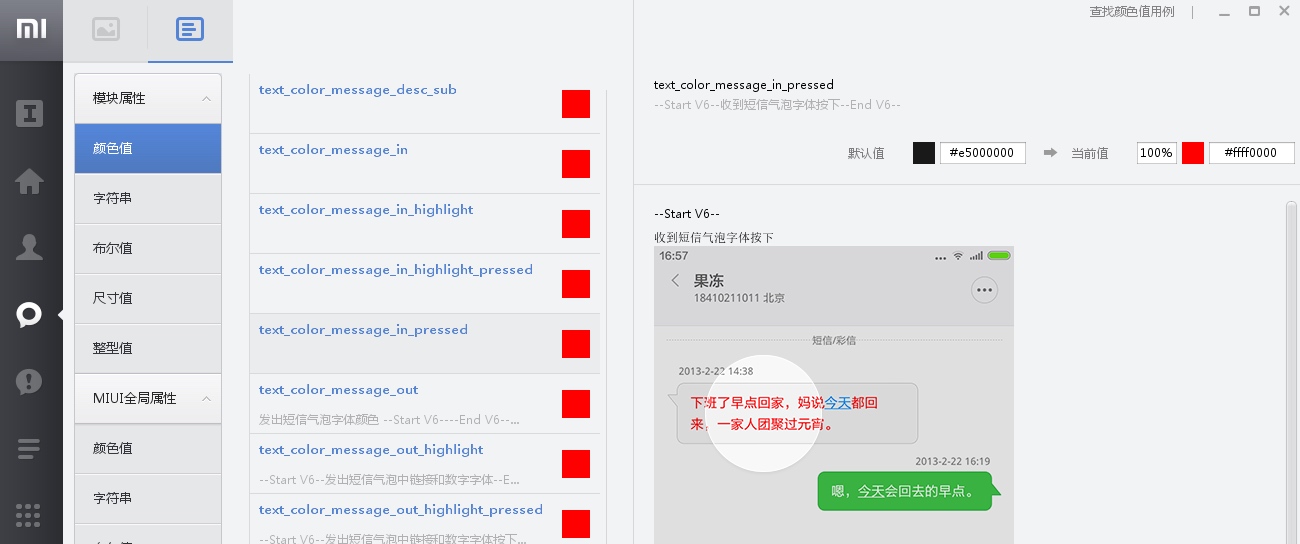 查找颜色值用例
模块属性
颜色值
字符串
布尔值
尺寸值
整型值
MIUI全局属性
颜色值
字符串
text_color_message_desc_sub
text_color_message_in
text_color_message_in_highlight
text_color_message_in_highlight_pressed
text_color_message_in_pressed
text_color_message_out
发出短信气泡字体颜色 --Start V6----End V6--...
text_color_message_out_highlight
--Start V6--发出短信气泡中链接和数字字体--E...
text_color_message_out_highlight_pressed
--Start V6--发出短信气泡中链接和数字字体按下...
text_color_message_in_pressed
--Start V6--收到短信气泡字体按下--End V6--
默认值 #e5000000 当前值 100% #ffff0000
--Start V6--
收到短信气泡字体按下
16:57
果冻
18410211011 北京
短信/彩信
2013-2-22 14:38
下班了早点回家，妈说今天都回
来，一家人团聚过元宵。
2013-2-22 16:19
嗯，今天会回去的早点。